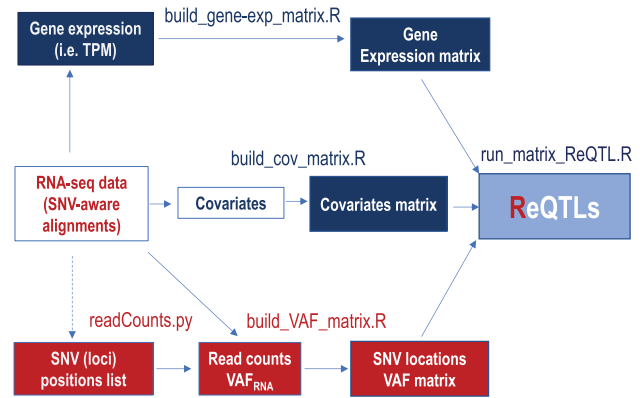 build_gene-exp_matrix.R
Gene expression
(i.e. TPM)
Gene
Expression matrix
build_cov_matrix.R
run_matrix_ReQTL.R
RNA-seq data
(SNV-aware
alignments)
Covariates
Covariates matrix
ReQTLs
readCounts.py
build_VAF_matrix.R
SNV (loci)
positions list
Read counts
VAFRNA
SNV locations
VAF matrix